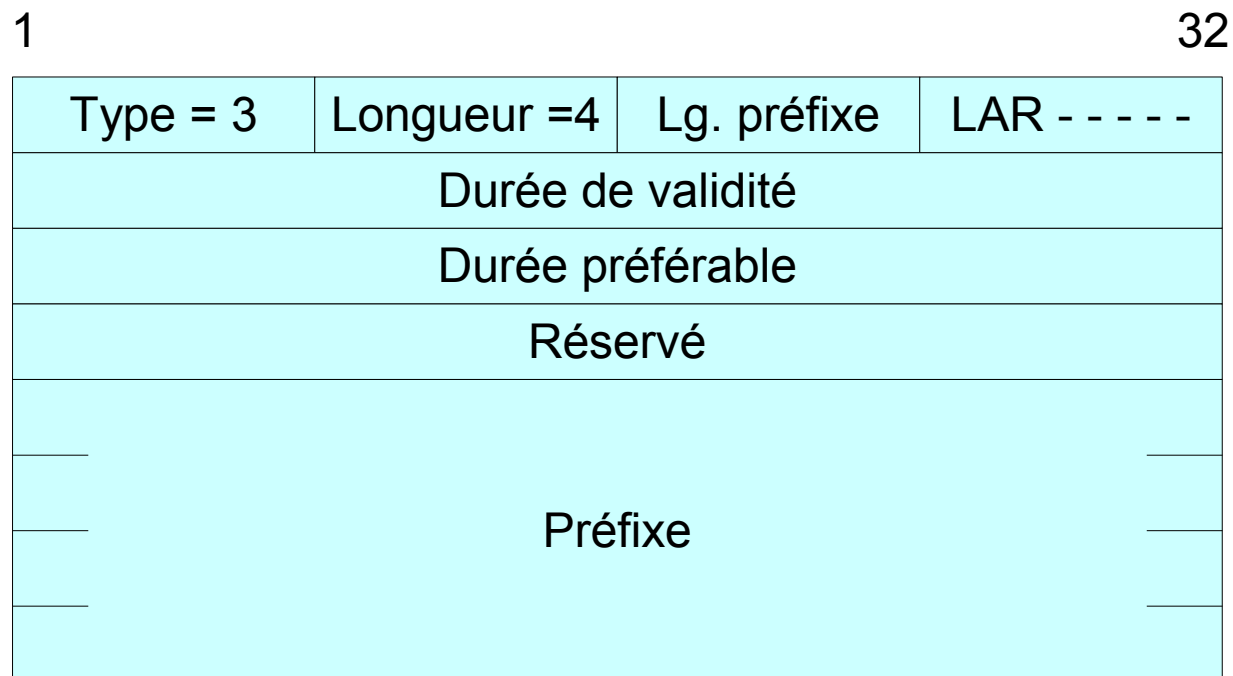 1 32
Type = 3 Longueur =4 Lg. préfixe LAR - - - - -
Durée de validité
Durée préférable
Réservé
Préfixe